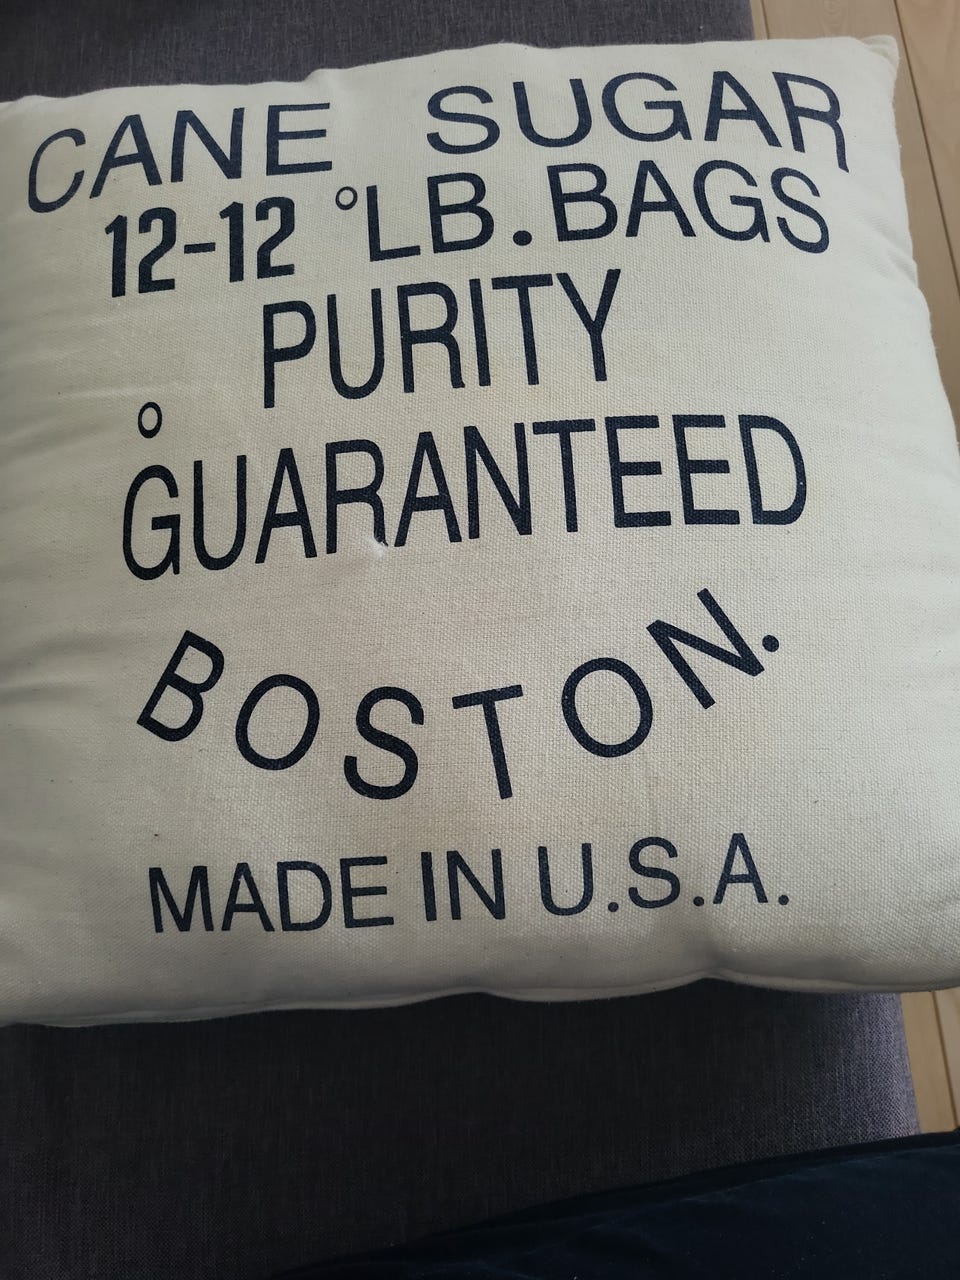 CANE SUGAR
12-12 °LB. BAGS
PURITY
°
GUARANTEED
BOSTON.
MADE IN U.S.A.